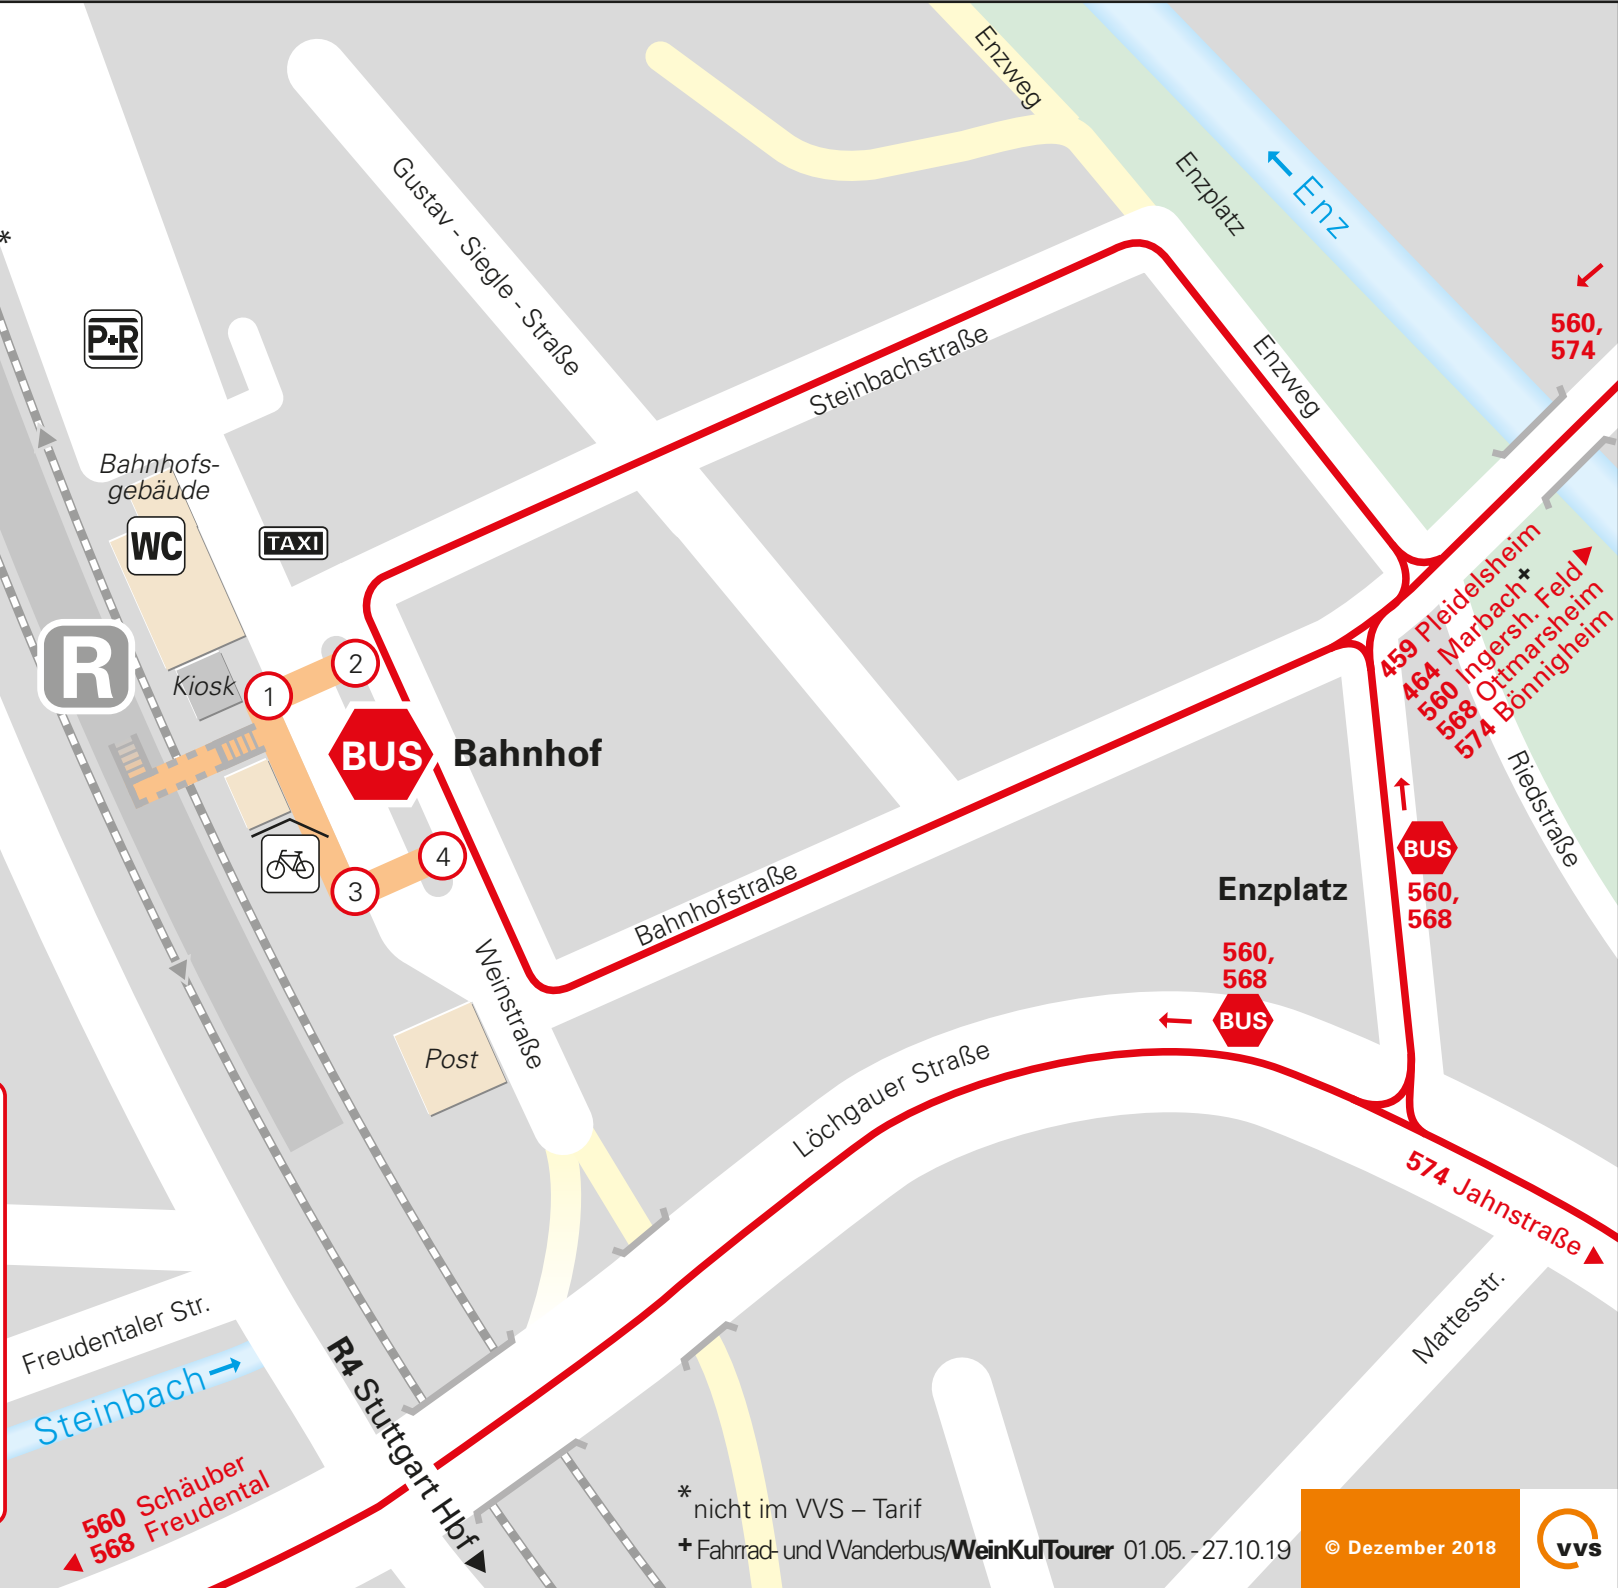 Enzweg
Enzplatz
← Enz
Gustav - Siegle - Straße
*
P+R
560,
574
Steinbachstraße
Enzweg
Bahnhofs-
gebäude
WC
TAXI
459 Pleidelsheim
464 Marbach+
560 Ingersh. Feld
568 Ottmarsheim
574 Bönnigheim
R
Kiosk
1
2
BUS
Bahnhof
3
4
Riedstraße
BUS
560,
568
Enzplatz
Bahnhofstraße
560,
568
BUS
Weinstraße
Post
Löchgauer Straße
574 Jahnstraße
Mattesstr.
Freudentaler Str.
Steinbach →
R4 Stuttgart Hbf
560 Schäuber
568 Freudental
* nicht im VVS – Tarif
+ Fahrrad- und Wanderbus/WeinKulTourer 01.05. - 27.10.19
© Dezember 2018
vvs